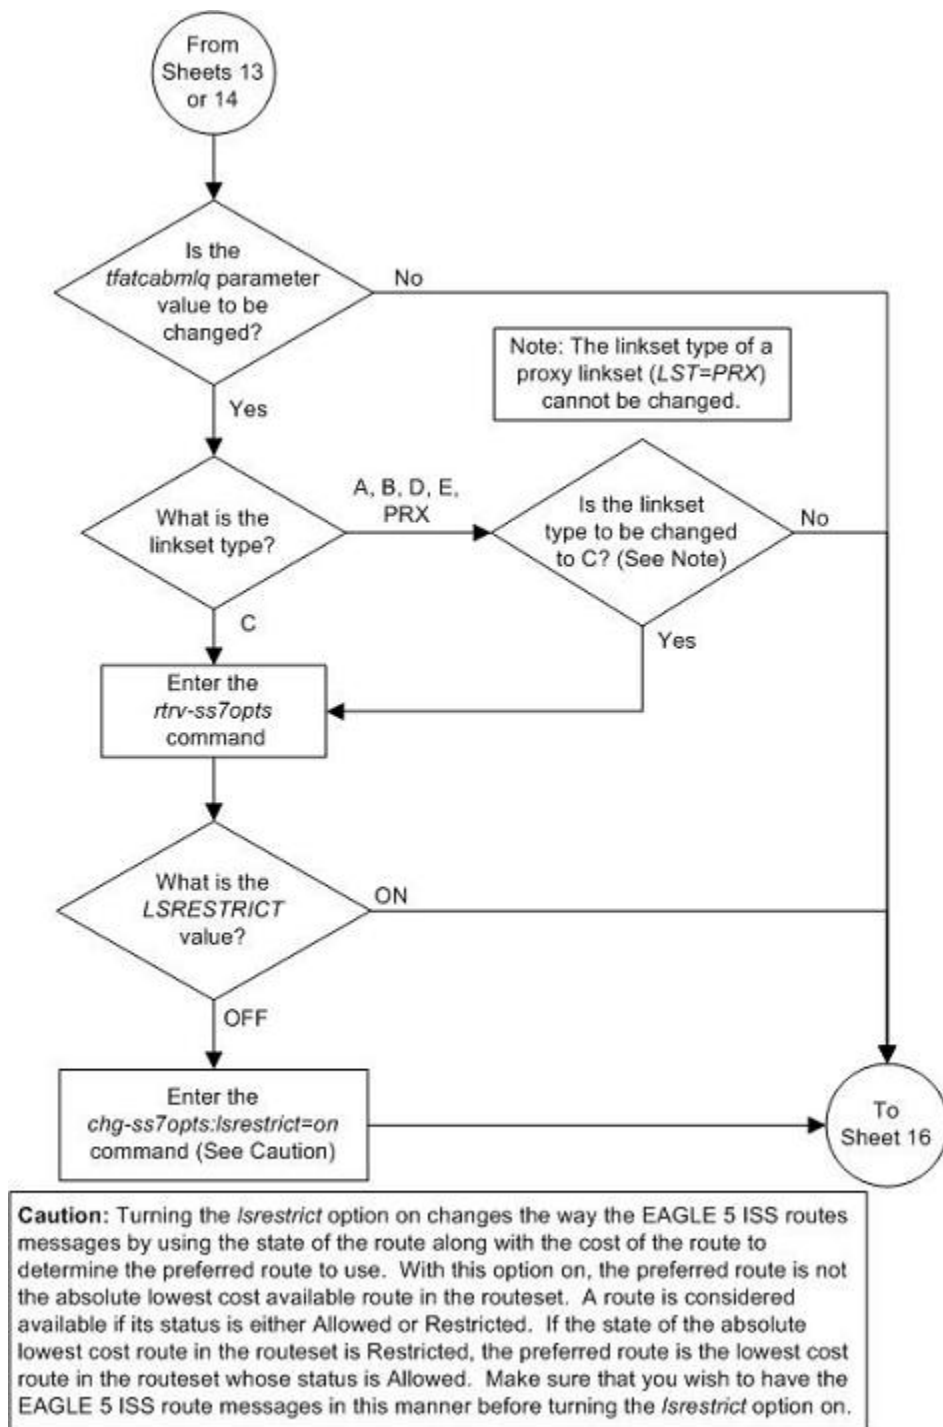 From
Sheets 13
or 14
Is the
tfatcabmlq parameter
value to be
changed?
No
Yes
Note: The linkset type of a
proxy linkset (LST=PRX)
cannot be changed.
What is the
linkset type?
A, B, D, E,
PRX
Is the linkset
type to be changed
to C? (See Note)
No
C
Yes
Enter the
rtrv-ss7opts
command
What is the
LSRESTRICT
value?
ON
OFF
Enter the
chg-ss7opts:lsrestrict=on
command (See Caution)
To
Sheet 16
Caution: Turning the lsrestrict option on changes the way the EAGLE 5 ISS routes
messages by using the state of the route along with the cost of the route to
determine the preferred route to use. With this option on, the preferred route is not
the absolute lowest cost available route in the routeset. A route is considered
available if its status is either Allowed or Restricted. If the state of the absolute
lowest cost route in the routeset is Restricted, the preferred route is the lowest cost
route in the routeset whose status is Allowed. Make sure that you wish to have the
EAGLE 5 ISS route messages in this manner before turning the lsrestrict option on.